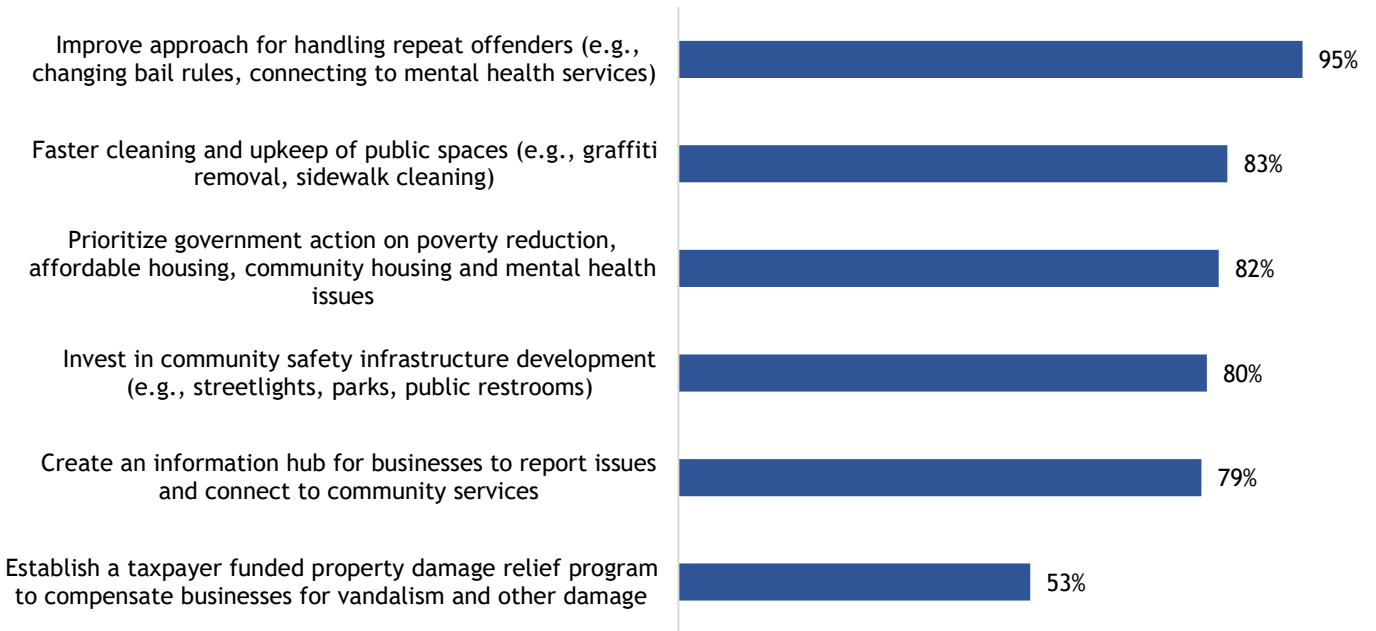 Improve approach for handling repeat offenders (e.g.,
changing bail rules, connecting to mental health services)
95%
Faster cleaning and upkeep of public spaces (e.g., graffiti
removal, sidewalk cleaning)
83%
Prioritize government action on poverty reduction,
affordable housing, community housing and mental health
issues
82%
Invest in community safety infrastructure development
(e.g., streetlights, parks, public restrooms)
80%
Create an information hub for businesses to report issues
and connect to community services
79%
Establish a taxpayer funded property damage relief program
to compensate businesses for vandalism and other damage
53%